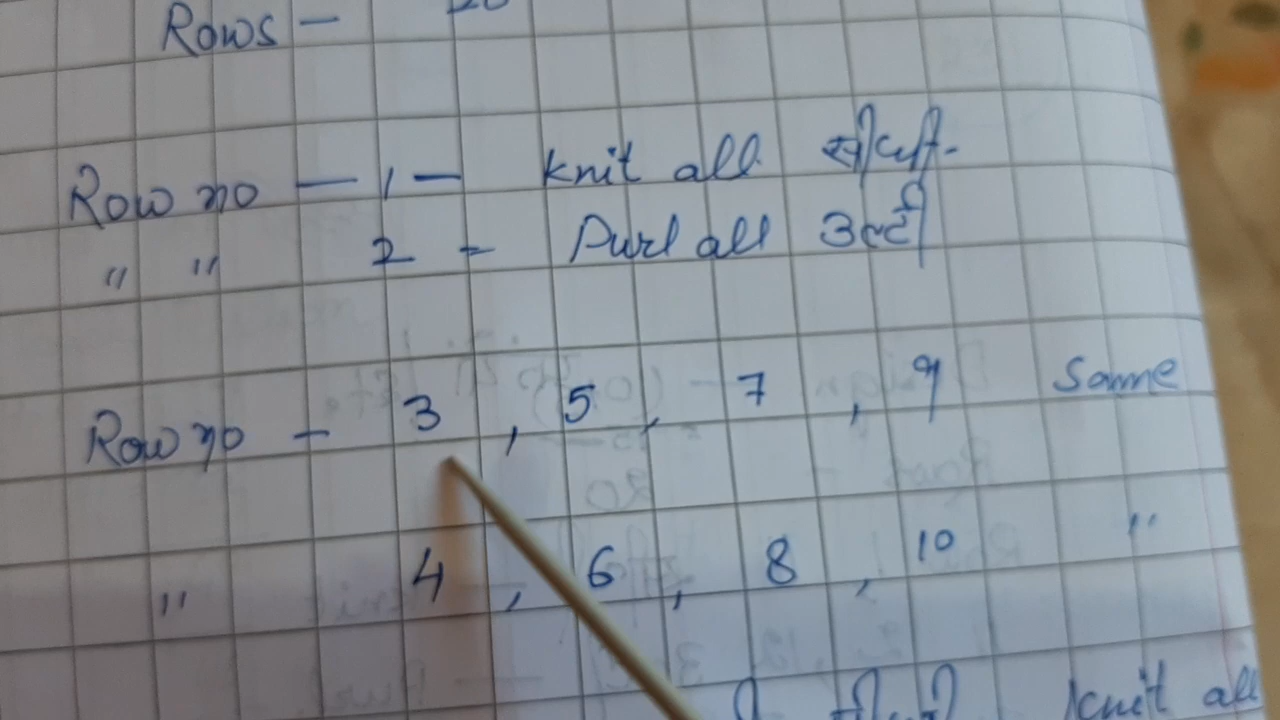 Rows —
Row no — 1 — Knit all सीधी.
" " 2 = Purl all उल्टी
Row no — 3 , 5 , 7 , 9 Same
" 4 , 6 , 8 , 10 "
Knit all